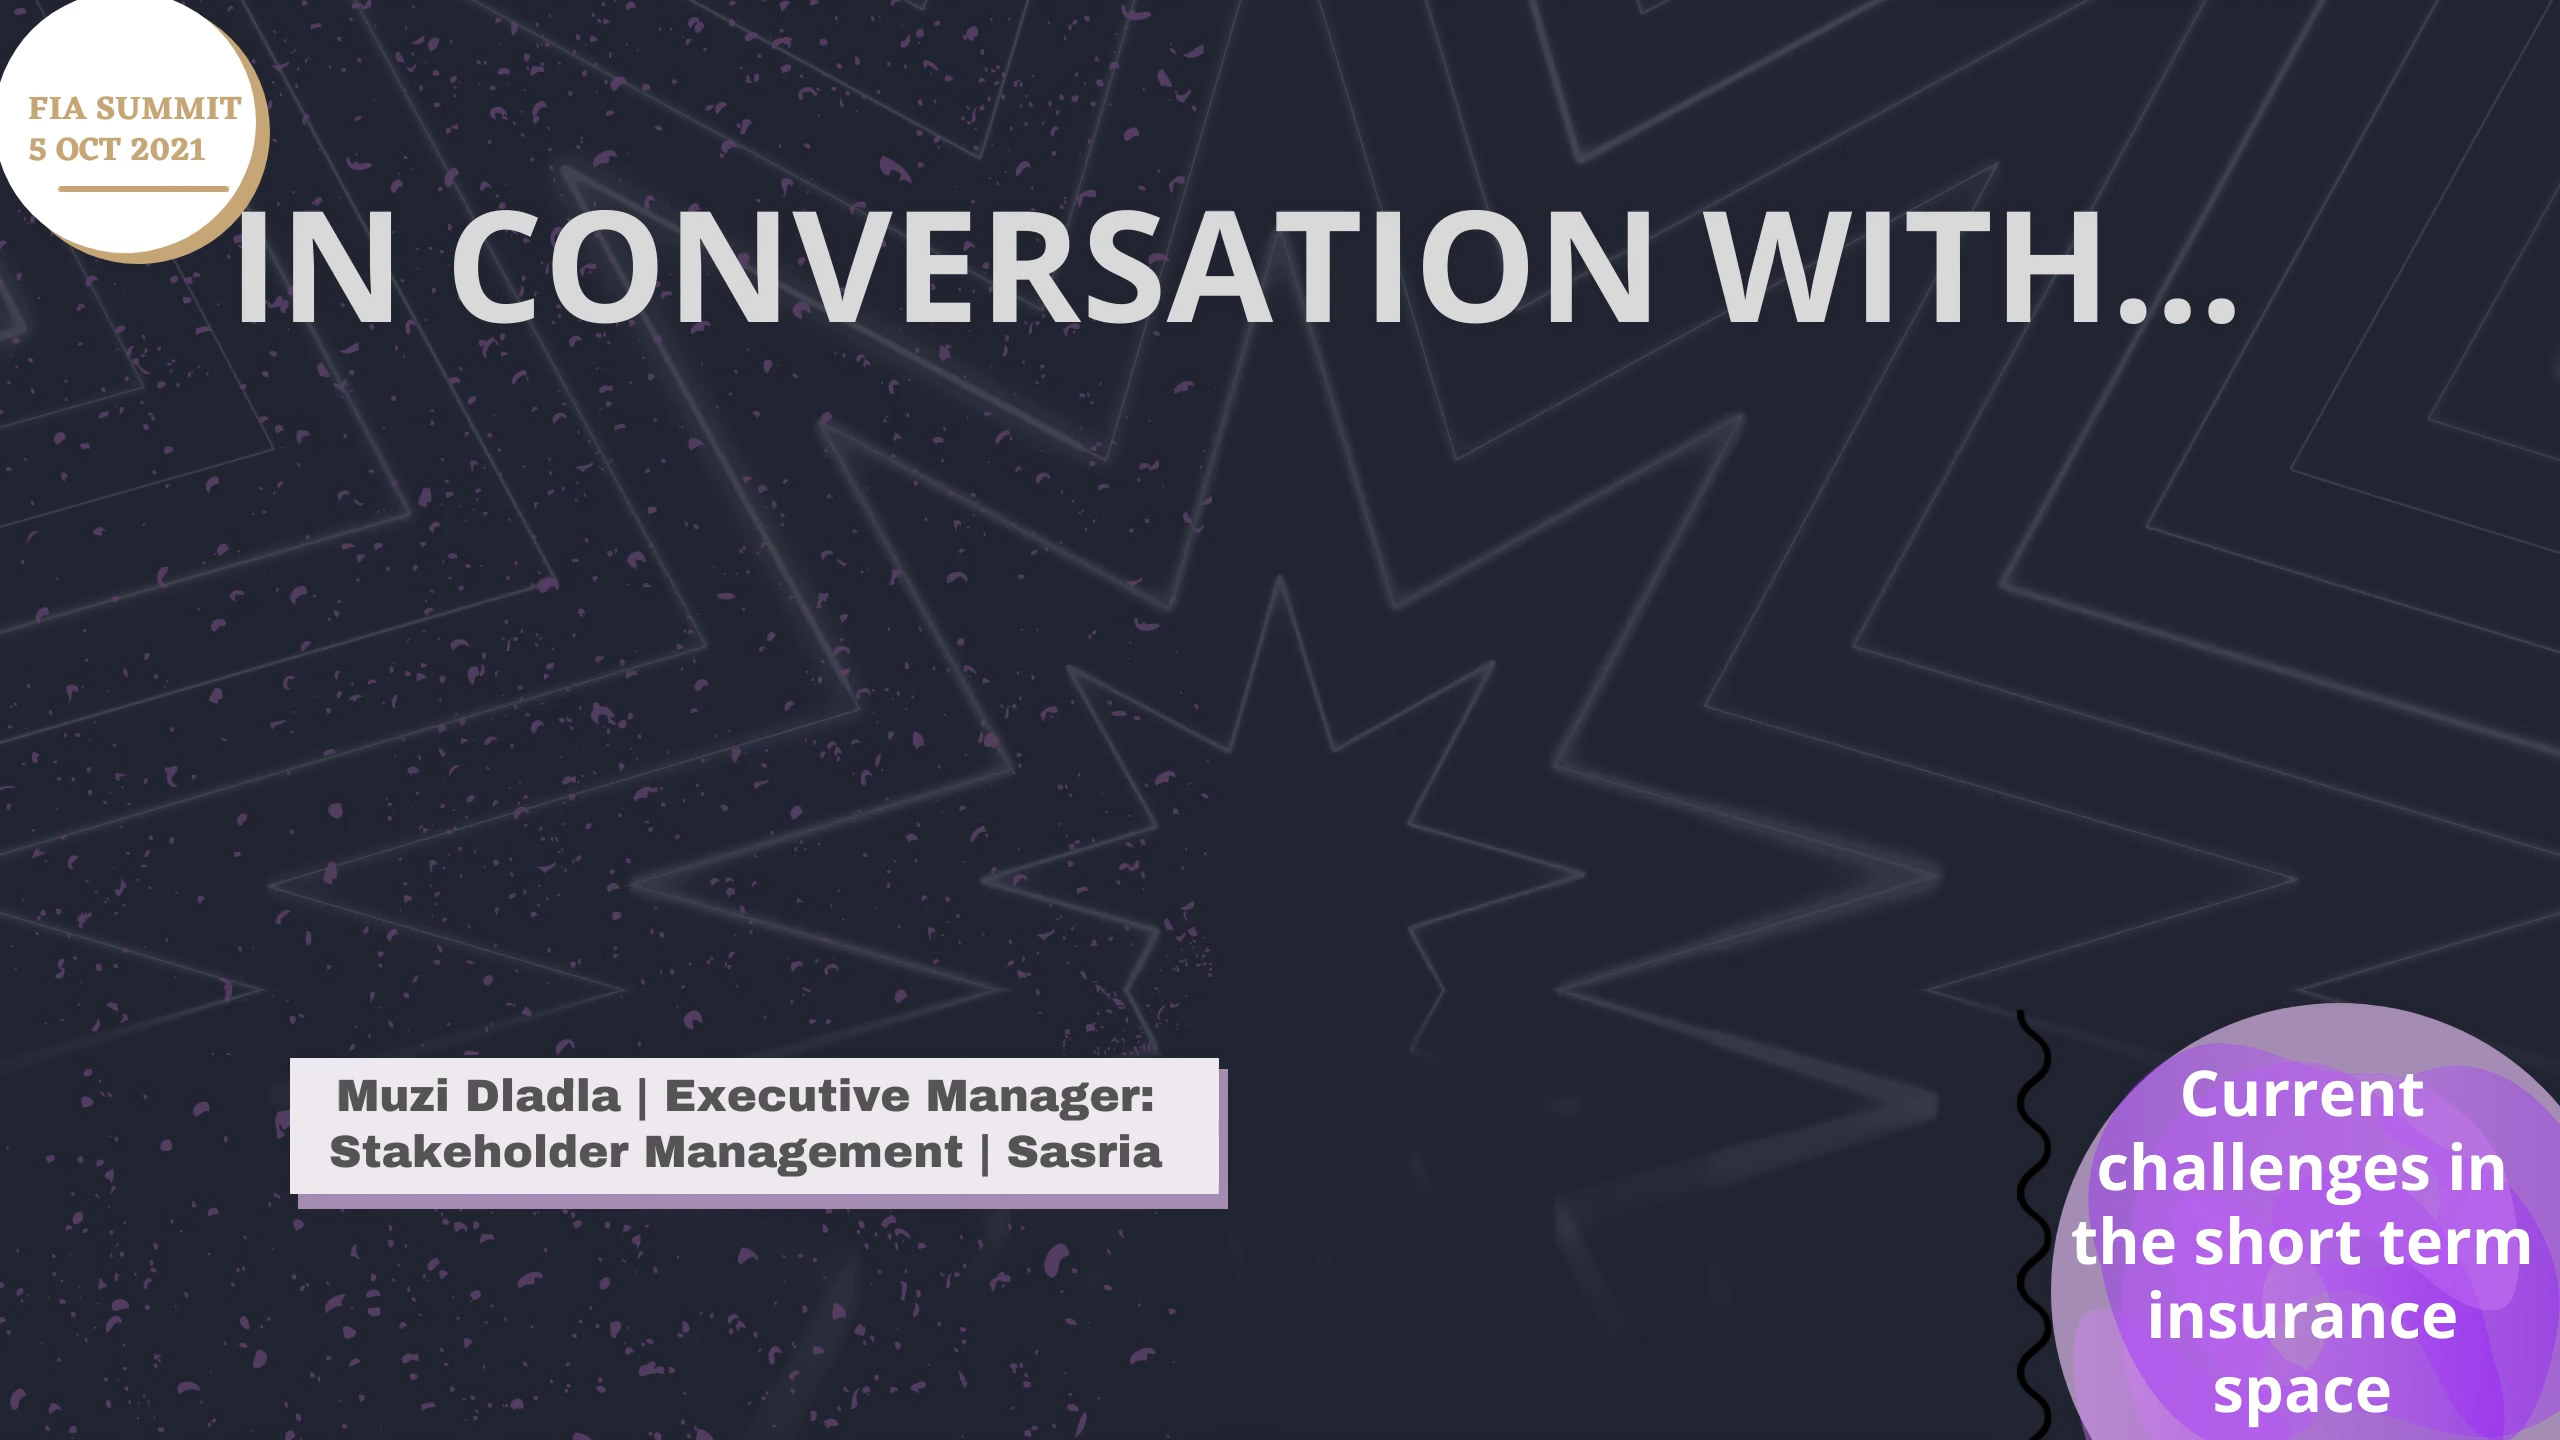 FIA SUMMIT
5 OCT 2021
IN CONVERSATION WITH...
Muzi Dladla | Executive Manager:
Stakeholder Management | Sasria
Current
challenges in
the short term
insurance
space